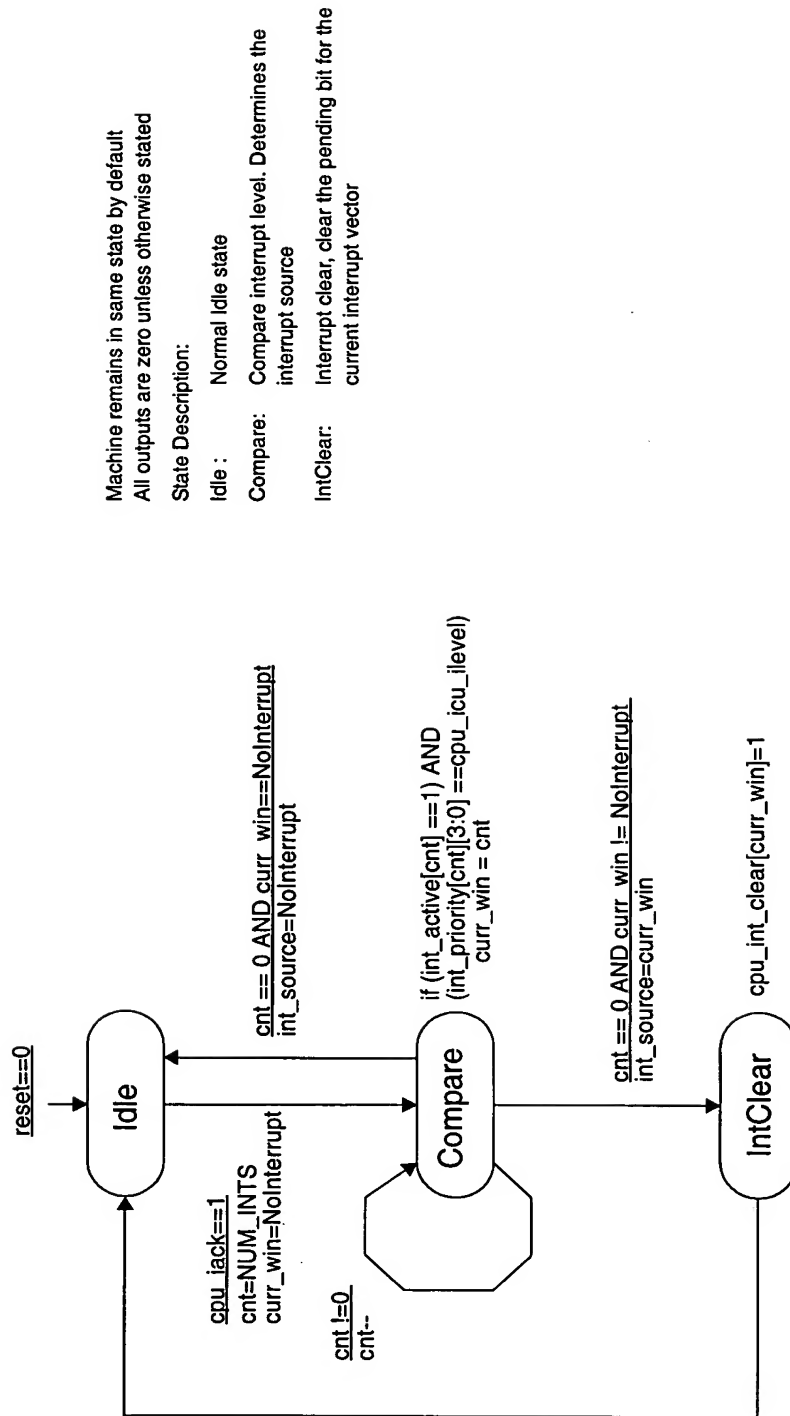 reset==0
Idle
cpu_iack==1
cnt=NUM_INTS
curr_win=NoInterrupt
cnt == 0 AND curr_win==NoInterrupt
int_source=NoInterrupt
cnt !=0
cnt--
Compare
if (int_active[cnt] ==1) AND
(int_priority[cnt][3:0] ==cpu_icu_ilevel)
curr_win = cnt
cnt == 0 AND curr_win != NoInterrupt
int_source=curr_win
IntClear
cpu_int_clear[curr_win]=1
Machine remains in same state by default
All outputs are zero unless otherwise stated
State Description:
Idle : Normal Idle state
Compare: Compare interrupt level. Determines the
interrupt source
IntClear: Interrupt clear, clear the pending bit for the
current interrupt vector